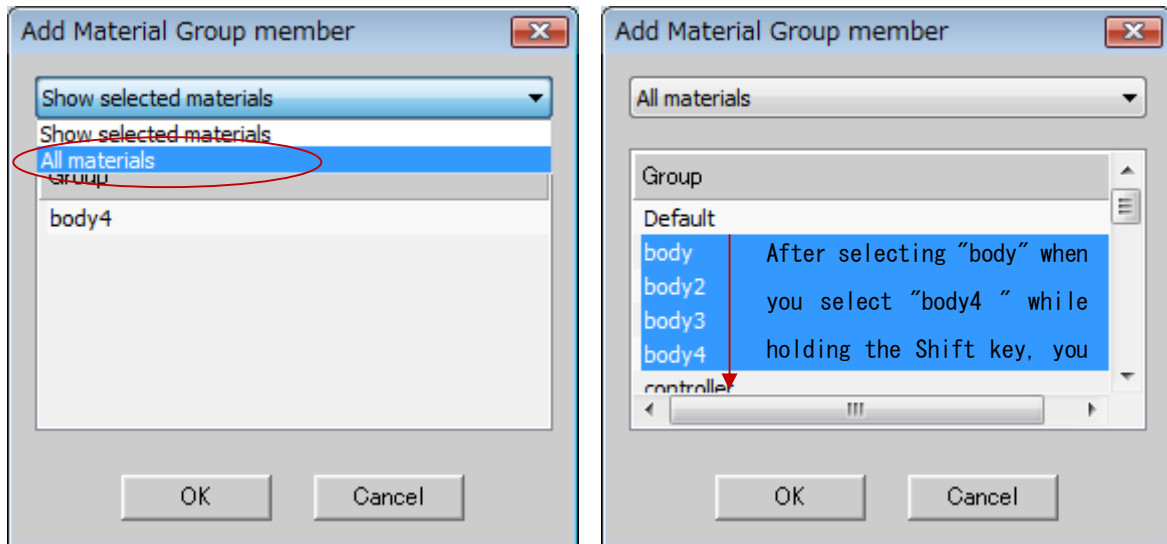 Add Material Group member
Show selected materials
Show selected materials
All materials
Group
body4
OK
Cancel
Add Material Group member
All materials
Group
Default
body
body2
body3
body4
controller
After selecting "body" when
you select "body4 " while
holding the Shift key, you
OK
Cancel